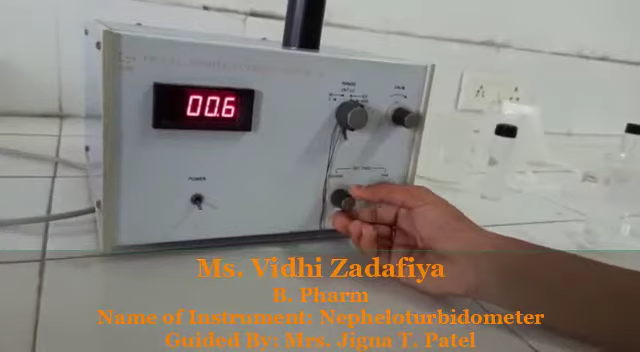 00.6
POWER
Ms. Vidhi Zadafiya
B. Pharm
Name of Instrument: Nepheloturbidometer
Guided By: Mrs. Jigna T. Patel